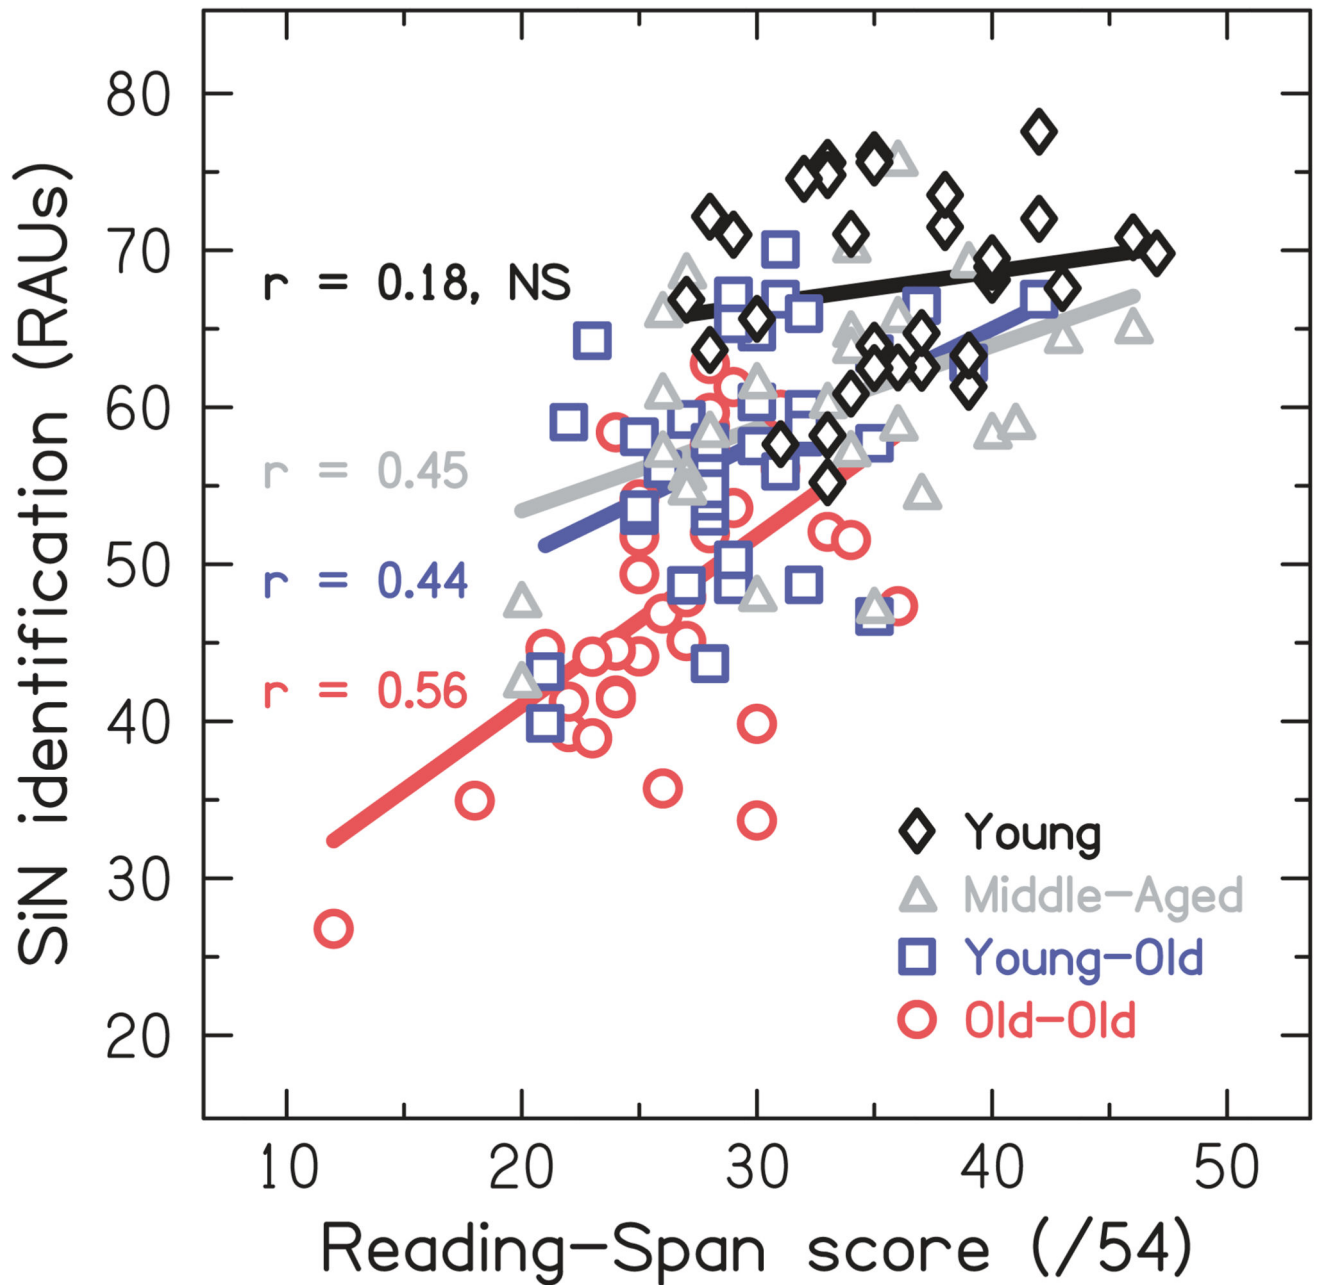 80
70
60
50
40
30
20
SiN identification (RAUs)
r = 0.18, NS
r = 0.45
r = 0.44
r = 0.56
Young
Middle-Aged
Young-Old
Old-Old
10 20 30 40 50
Reading-Span score (/54)